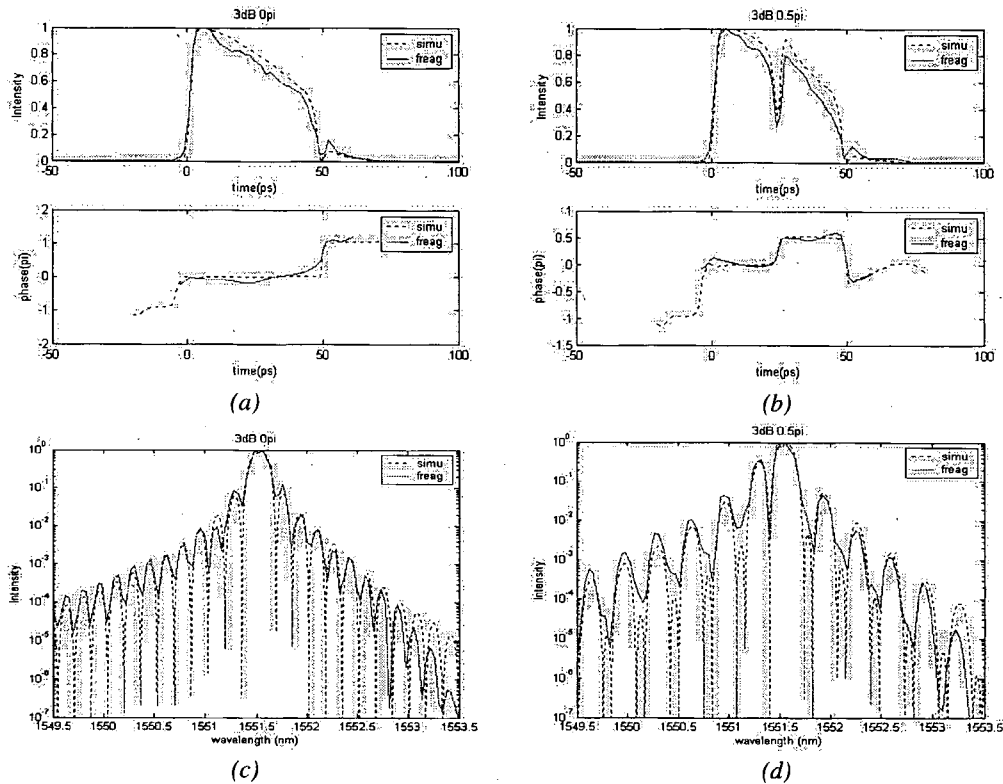 3dB 0pi
1
0.8
0.6
0.4
0.2
0
Intensity
simu
freag
-50 0 50 100
time(ps)
2
1
0
-1
-2
phase(pi)
simu
freag
-50 0 50 100
time(ps)
(a)
3dB 0.5pi
1
0.8
0.6
0.4
0.2
0
Intensity
simu
freag
-50 0 50 100
time(ps)
1
0.5
0
-0.5
-1
-1.5
phase(pi)
simu
freag
-50 0 50 100
time(ps)
(b)
3dB 0pi
10^0
10^-1
10^-2
10^-3
10^-4
10^-5
10^-6
10^-7
Intensity
simu
freag
1549.5 1550 1550.5 1551 1551.5 1552 1552.5 1553 1553.5
wavelength (nm)
(c)
3dB 0.5pi
10^0
10^-1
10^-2
10^-3
10^-4
10^-5
10^-6
10^-7
Intensity
simu
freag
1549.5 1550 1550.5 1551 1551.5 1552 1552.5 1553 1553.5
wavelength (nm)
(d)